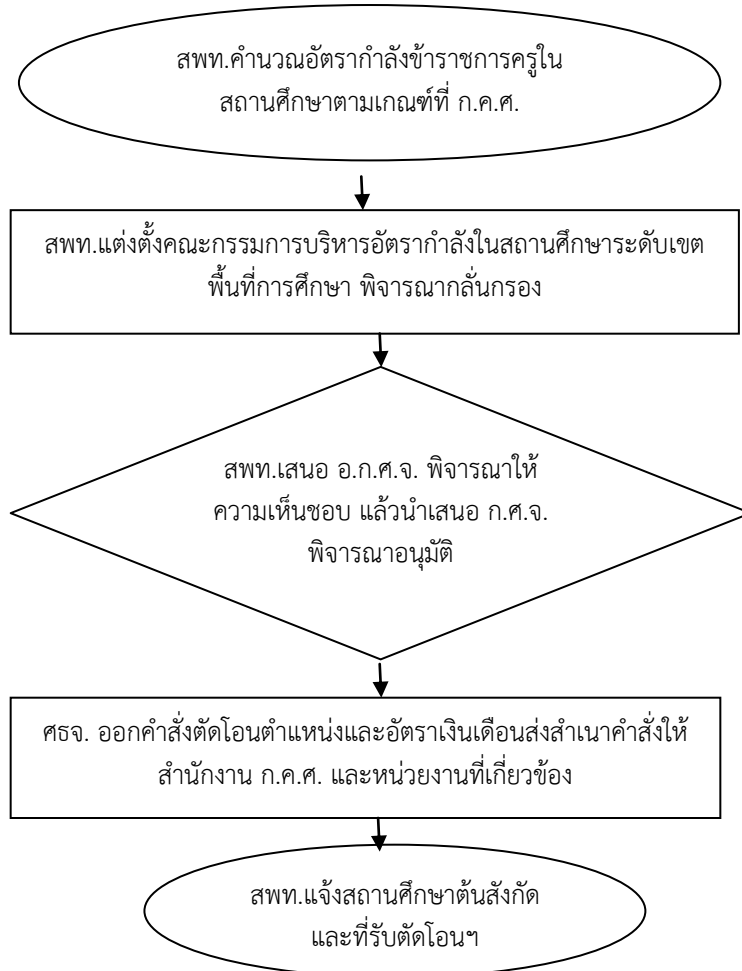 สพท.คำนวณอัตรากำลังข้าราชการครูใน
สถานศึกษาตามเกณฑ์ที่ ก.ค.ศ.
สพท.แต่งตั้งคณะกรรมการบริหารอัตรากำลังในสถานศึกษาระดับเขต
พื้นที่การศึกษา พิจารณากลั่นกรอง
สพท.เสนอ อ.ก.ศ.จ. พิจารณาให้
ความเห็นชอบ แล้วนำเสนอ ก.ศ.จ.
พิจารณาอนุมัติ
ศธจ. ออกคำสั่งตัดโอนตำแหน่งและอัตราเงินเดือนส่งสำเนาคำสั่งให้
สำนักงาน ก.ค.ศ. และหน่วยงานที่เกี่ยวข้อง
สพท.แจ้งสถานศึกษาต้นสังกัด
และที่รับตัดโอนฯ